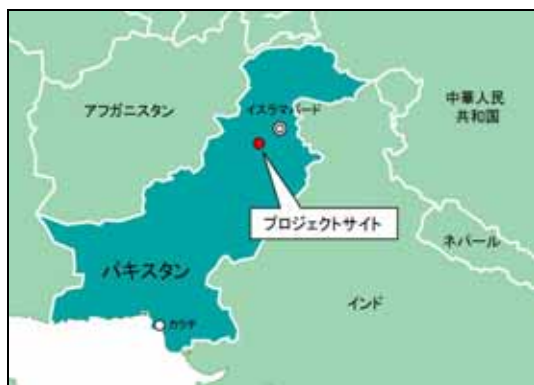 アフガニスタン
イスラマバード
中華人民
共和国
プロジェクトサイト
ネパール
パキスタン
インド
カラチ